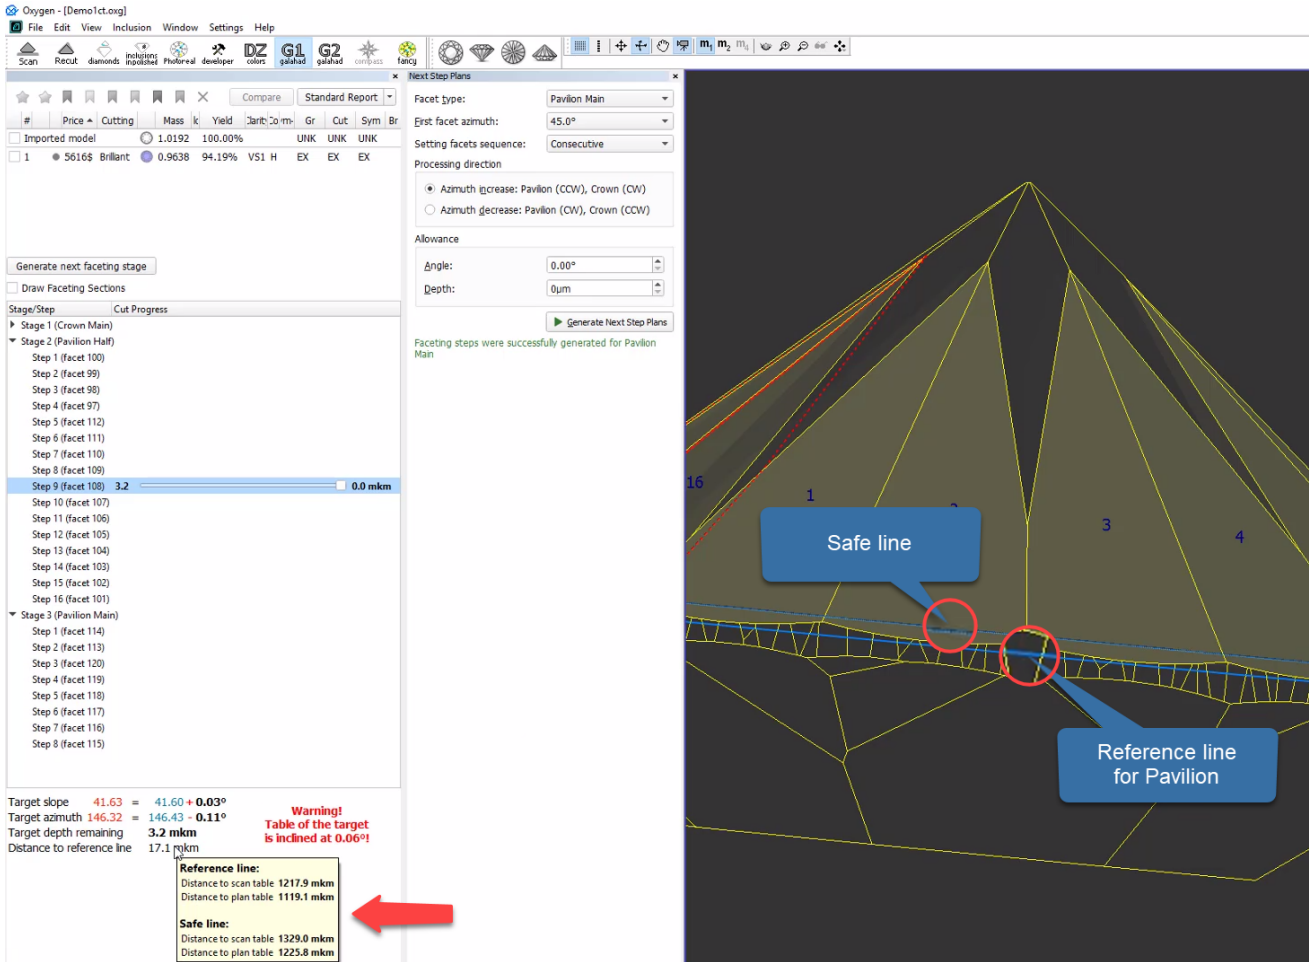 Oxygen - [Demo1ct.oxg]
File Edit View Inclusion Window Settings Help
Scan Recut diamonds inclusions inpolished Photoreal DZ colors developer G1 galahad G2 galahad compass fancy
m1 m2 m
Next Step Plans
Compare Standard Report
# Price Cutting Mass Yield Gr Cut Sym Br
Imported model 1.0192 100.00% UNK UNK UNK
1 5616$ Brilliant 0.9638 94.19% VS1 H EX EX EX
Generate next faceting stage
Draw Faceting Sections
Stage/Step Cut Progress
Stage 1 (Crown Main)
Stage 2 (Pavilion Half)
Step 1 (facet 100)
Step 2 (facet 99)
Step 3 (facet 98)
Step 4 (facet 97)
Step 5 (facet 112)
Step 6 (facet 111)
Step 7 (facet 110)
Step 8 (facet 109)
Step 9 (facet 108) 3.2 0.0 mkm
Step 10 (facet 107)
Step 11 (facet 106)
Step 12 (facet 105)
Step 13 (facet 104)
Step 14 (facet 103)
Step 15 (facet 102)
Step 16 (facet 101)
Stage 3 (Pavilion Main)
Step 1 (facet 114)
Step 2 (facet 113)
Step 3 (facet 120)
Step 4 (facet 119)
Step 5 (facet 118)
Step 6 (facet 117)
Step 7 (facet 116)
Step 8 (facet 115)
Target slope 41.63 = 41.60 + 0.03º
Target azimuth 146.32 = 146.43 - 0.11º
Target depth remaining 3.2 mkm
Distance to reference line 17.1 mkm
Warning!
Table of the target
is inclined at 0.06º!
Reference line:
Distance to scan table 1217.9 mkm
Distance to plan table 1119.1 mkm
Safe line:
Distance to scan table 1329.0 mkm
Distance to plan table 1225.8 mkm
Facet type: Pavilion Main
First facet azimuth: 45.0°
Setting facets sequence: Consecutive
Processing direction
Azimuth increase: Pavilion (CCW), Crown (CW)
Azimuth decrease: Pavilion (CW), Crown (CCW)
Allowance
Angle: 0.00°
Depth: 0µm
Generate Next Step Plans
Faceting steps were successfully generated for Pavilion
Main
16
1
3
4
Safe line
Reference line
for Pavilion